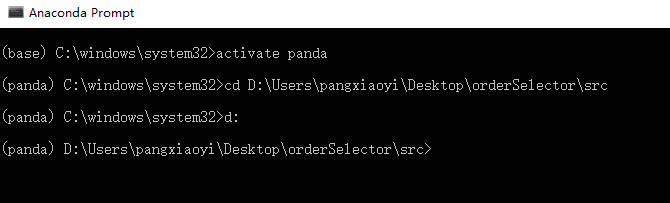 Anaconda Prompt
(base) C:\windows\system32>activate panda
(panda) C:\windows\system32>cd D:\Users\pangxiaoyi\Desktop\orderSelector\src
(panda) C:\windows\system32>d:
(panda) D:\Users\pangxiaoyi\Desktop\orderSelector\src>